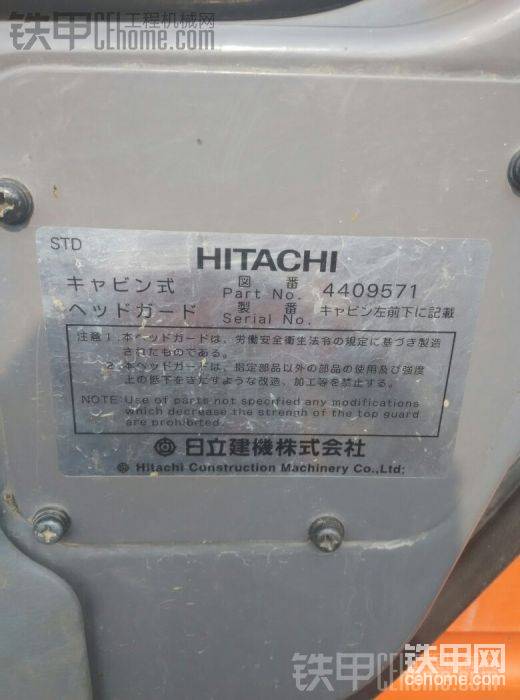 铁甲 工程机械网
CEhome.com
STD
HITACHI
キャビン式 図番 4409571
Part No.
ヘッドガード 製番 キャビン左前下に記載
Serial No.
注意 1.本ヘッドガードは、労働安全衛生法令の規定に基づき製造
されたものである。
2.本ヘッドガードは、指定部品以外の部品の使用及び強度
上の低下をきたすような改造、加工等を禁止する。
NOTE:Use of parts not specified any modifications
which decrease the strength of the top guard
are prohibited.
日立建機株式会社
Hitachi Construction Machinery Co.,Ltd.
铁甲 CEhome.com
铁甲网
cehome.com